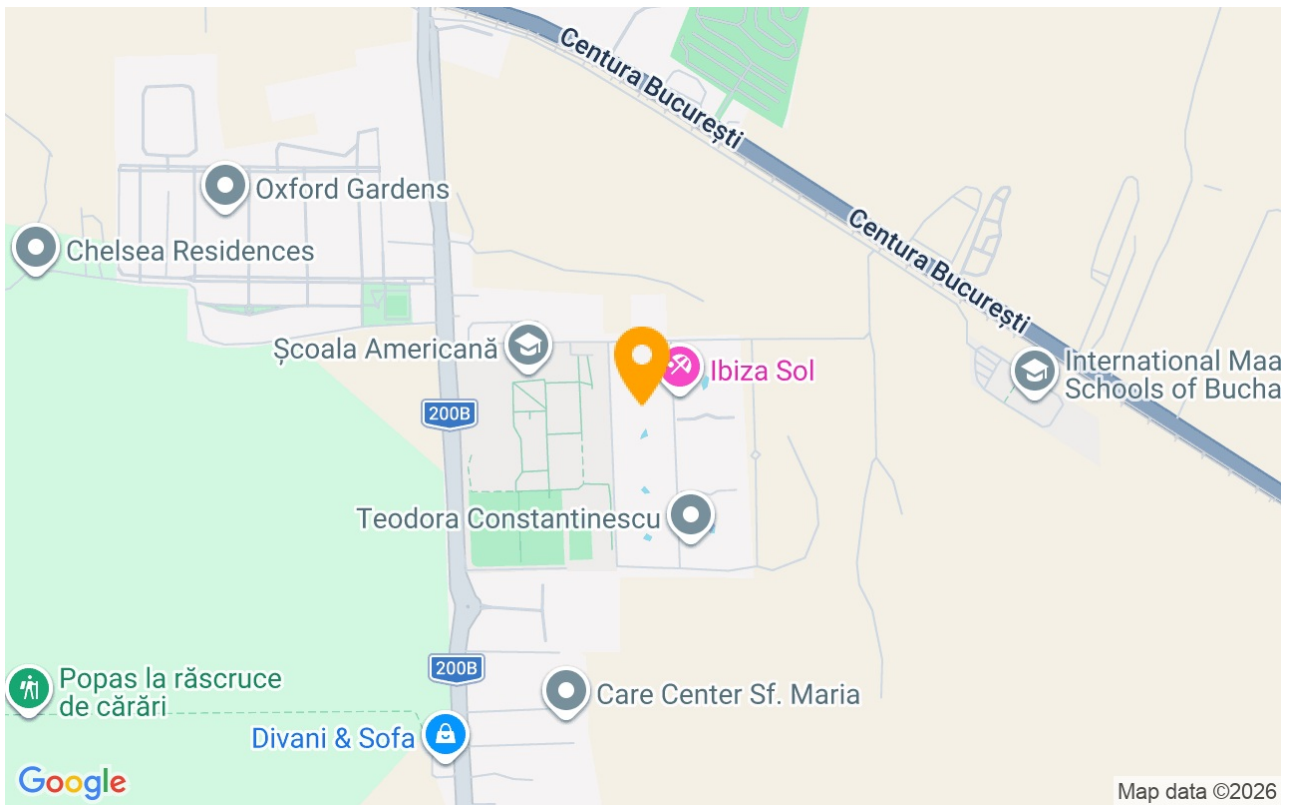 Centura București
Oxford Gardens
Centura București
Chelsea Residences
Școala Americană
Ibiza Sol
International Maa
Schools of Bucha
200B
Teodora Constantinescu
200B
Popas la răscruce
de cărări
Care Center Sf. Maria
Divani & Sofa
Google
Map data ©2026